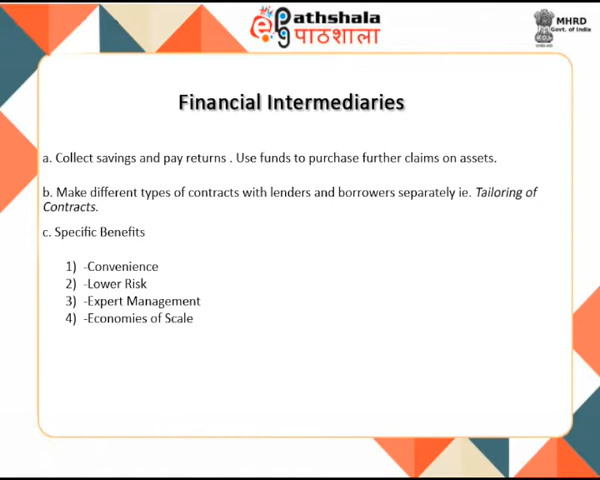 Pathshala
पाठशाला
MHRD
Govt. of India
Financial Intermediaries
a. Collect savings and pay returns . Use funds to purchase further claims on assets.
b. Make different types of contracts with lenders and borrowers separately ie. Tailoring of
Contracts.
c. Specific Benefits
1) -Convenience
2) -Lower Risk
3) -Expert Management
4) -Economies of Scale